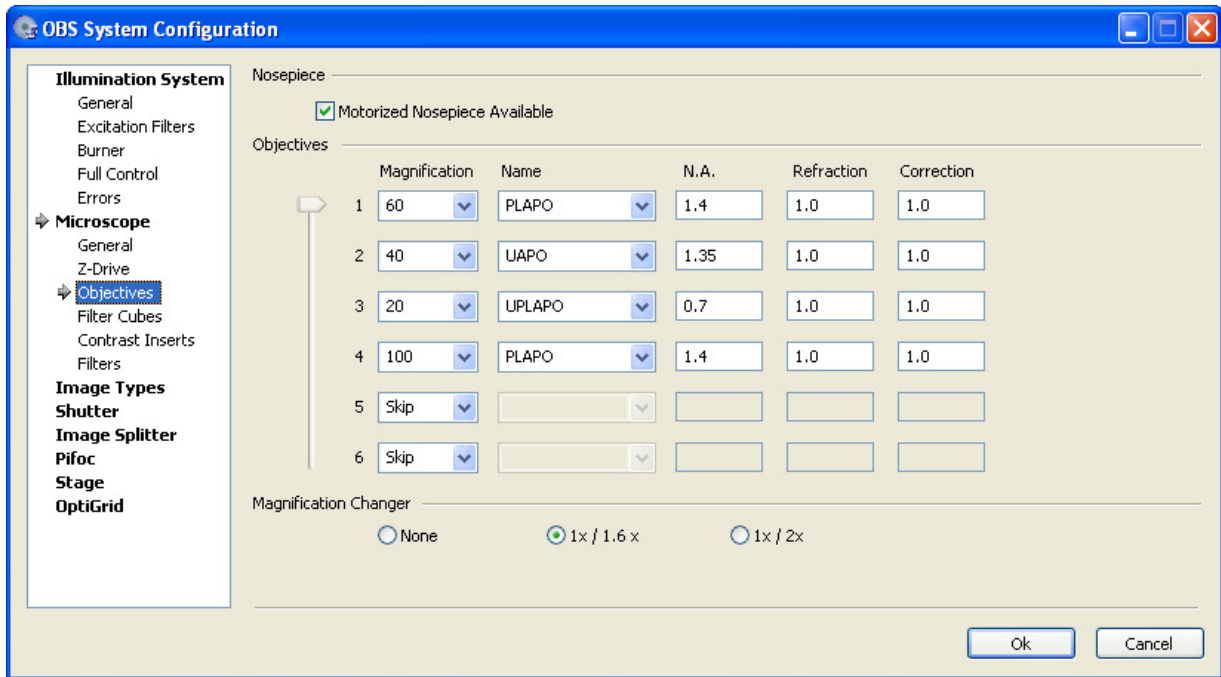 OBS System Configuration
Illumination System
General
Excitation Filters
Burner
Full Control
Errors
Microscope
General
Z-Drive
Objectives
Filter Cubes
Contrast Inserts
Filters
Image Types
Shutter
Image Splitter
Pifoc
Stage
OptiGrid
Nosepiece
Motorized Nosepiece Available
Objectives
Magnification Name N.A. Refraction Correction
1 60 PLAPO 1.4 1.0 1.0
2 40 UAPO 1.35 1.0 1.0
3 20 UPLAPO 0.7 1.0 1.0
4 100 PLAPO 1.4 1.0 1.0
5 Skip
6 Skip
Magnification Changer
None 1x / 1.6 x 1x / 2x
Ok Cancel